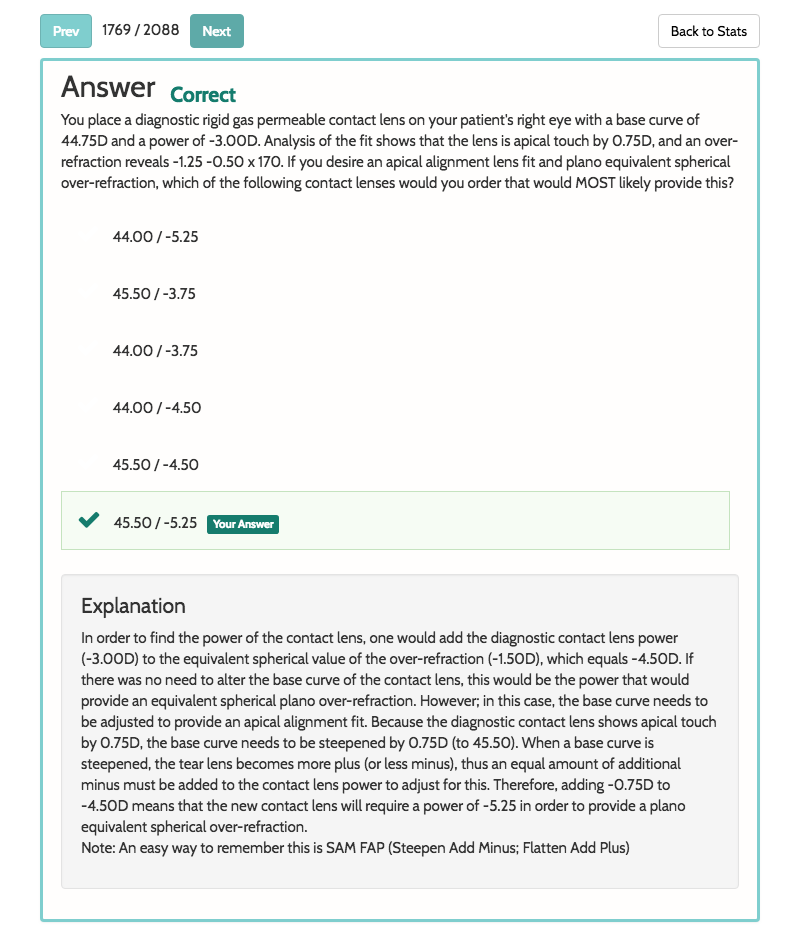 Prev 1769 / 2088 Next Back to Stats
Answer Correct
You place a diagnostic rigid gas permeable contact lens on your patient's right eye with a base curve of
44.75D and a power of -3.00D. Analysis of the fit shows that the lens is apical touch by 0.75D, and an over-
refraction reveals -1.25 -0.50 x 170. If you desire an apical alignment lens fit and plano equivalent spherical
over-refraction, which of the following contact lenses would you order that would MOST likely provide this?
44.00 / -5.25
45.50 / -3.75
44.00 / -3.75
44.00 / -4.50
45.50 / -4.50
45.50 / -5.25 Your Answer
Explanation
In order to find the power of the contact lens, one would add the diagnostic contact lens power
(-3.00D) to the equivalent spherical value of the over-refraction (-1.50D), which equals -4.50D. If
there was no need to alter the base curve of the contact lens, this would be the power that would
provide an equivalent spherical plano over-refraction. However; in this case, the base curve needs to
be adjusted to provide an apical alignment fit. Because the diagnostic contact lens shows apical touch
by 0.75D, the base curve needs to be steepened by 0.75D (to 45.50). When a base curve is
steepened, the tear lens becomes more plus (or less minus), thus an equal amount of additional
minus must be added to the contact lens power to adjust for this. Therefore, adding -0.75D to
-4.50D means that the new contact lens will require a power of -5.25 in order to provide a plano
equivalent spherical over-refraction.
Note: An easy way to remember this is SAM FAP (Steepen Add Minus; Flatten Add Plus)